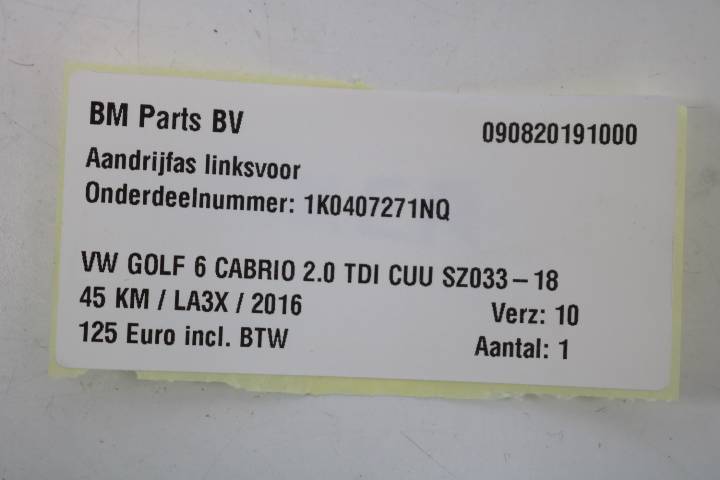 BM Parts BV 090820191000
Aandrijfas linksvoor
Onderdeelnummer: 1K0407271NQ
VW GOLF 6 CABRIO 2.0 TDI CUU SZ033-18
45 KM / LA3X / 2016 Verz: 10
125 Euro incl. BTW Aantal: 1